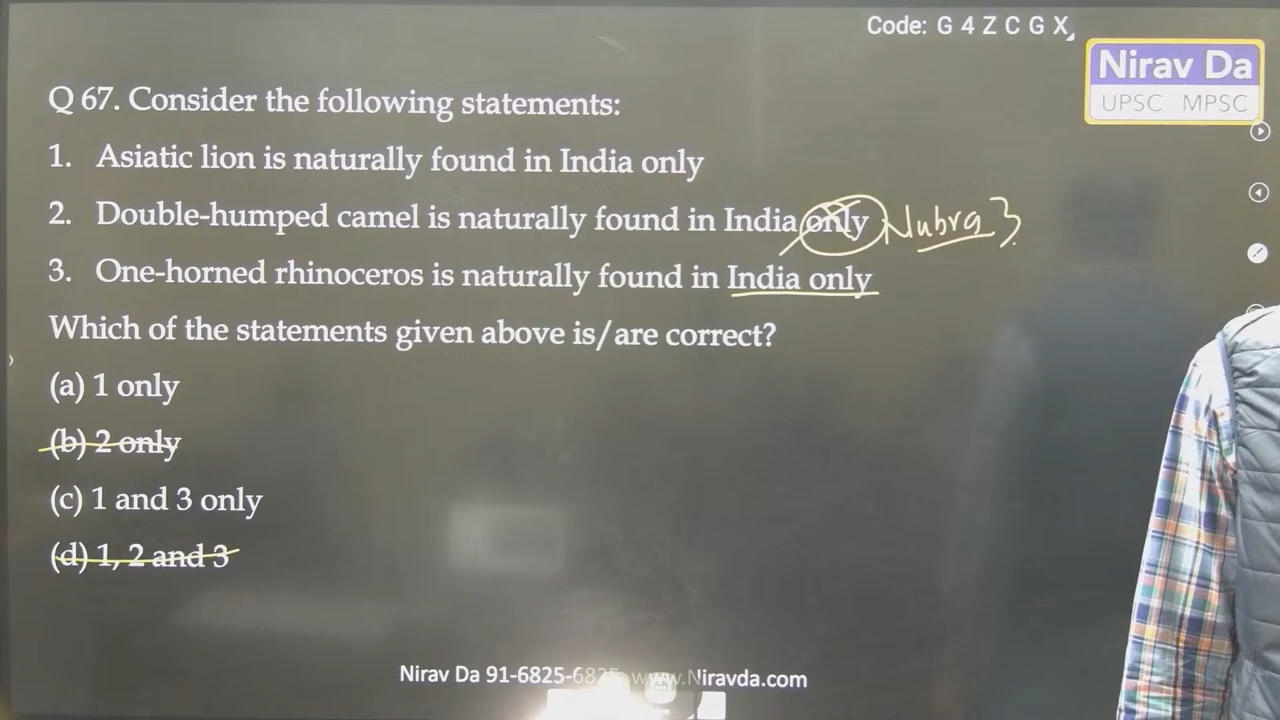 Code: G 4 Z C G X
Nirav Da
UPSC MPSC
Q 67. Consider the following statements:
1. Asiatic lion is naturally found in India only
2. Double-humped camel is naturally found in India only Nubra
3. One-horned rhinoceros is naturally found in India only
Which of the statements given above is/are correct?
(a) 1 only
(b) 2 only
(c) 1 and 3 only
(d) 1, 2 and 3
Nirav Da 91-6825-6825 www.Niravda.com